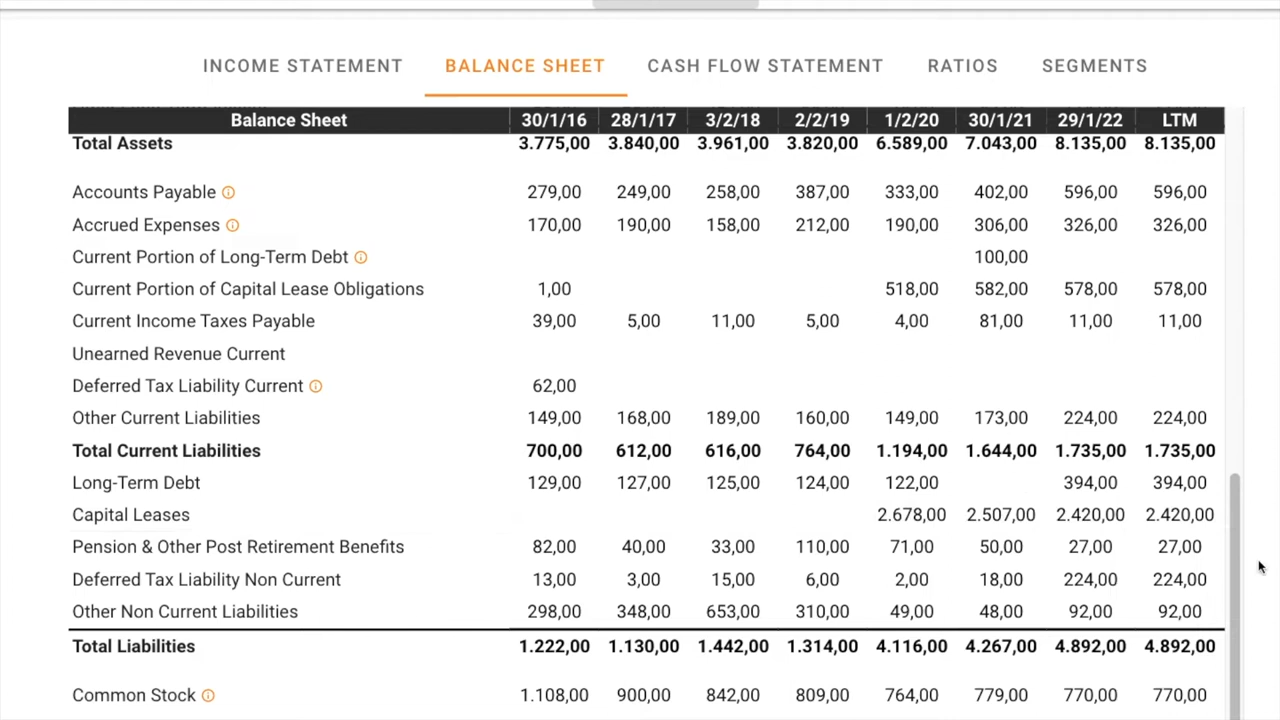 INCOME STATEMENT BALANCE SHEET CASH FLOW STATEMENT RATIOS SEGMENTS
Balance Sheet 30/1/16 28/1/17 3/2/18 2/2/19 1/2/20 30/1/21 29/1/22 LTM
Total Assets 3.775,00 3.840,00 3.961,00 3.820,00 6.589,00 7.043,00 8.135,00 8.135,00
Accounts Payable 279,00 249,00 258,00 387,00 333,00 402,00 596,00 596,00
Accrued Expenses 170,00 190,00 158,00 212,00 190,00 306,00 326,00 326,00
Current Portion of Long-Term Debt 100,00
Current Portion of Capital Lease Obligations 1,00 518,00 582,00 578,00 578,00
Current Income Taxes Payable 39,00 5,00 11,00 5,00 4,00 81,00 11,00 11,00
Unearned Revenue Current
Deferred Tax Liability Current 62,00
Other Current Liabilities 149,00 168,00 189,00 160,00 149,00 173,00 224,00 224,00
Total Current Liabilities 700,00 612,00 616,00 764,00 1.194,00 1.644,00 1.735,00 1.735,00
Long-Term Debt 129,00 127,00 125,00 124,00 122,00 394,00 394,00
Capital Leases 2.678,00 2.507,00 2.420,00 2.420,00
Pension & Other Post Retirement Benefits 82,00 40,00 33,00 110,00 71,00 50,00 27,00 27,00
Deferred Tax Liability Non Current 13,00 3,00 15,00 6,00 2,00 18,00 224,00 224,00
Other Non Current Liabilities 298,00 348,00 653,00 310,00 49,00 48,00 92,00 92,00
Total Liabilities 1.222,00 1.130,00 1.442,00 1.314,00 4.116,00 4.267,00 4.892,00 4.892,00
Common Stock 1.108,00 900,00 842,00 809,00 764,00 779,00 770,00 770,00